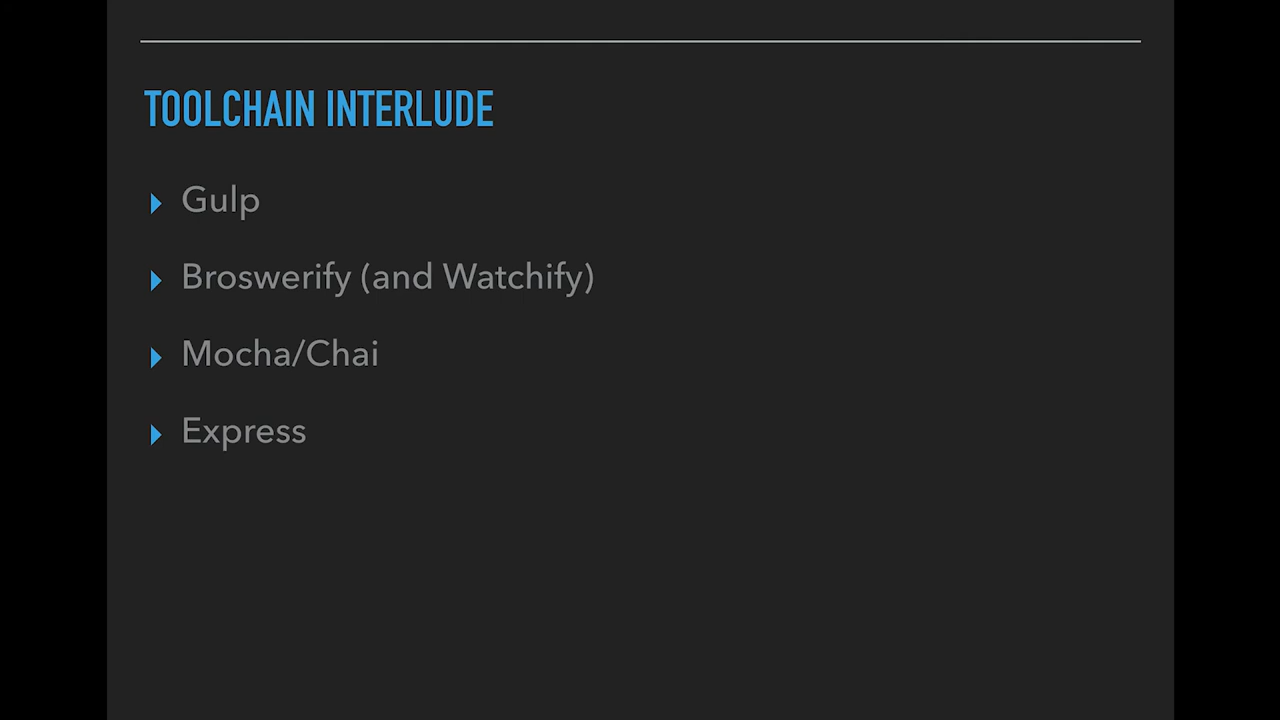 TOOLCHAIN INTERLUDE
Gulp
Broswerify (and Watchify)
Mocha/Chai
Express